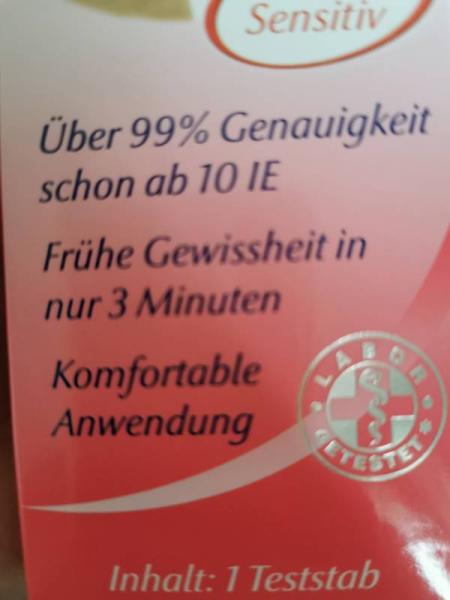 Sensitiv
Über 99% Genauigkeit
schon ab 10 IE
Frühe Gewissheit in
nur 3 Minuten
Komfortable
Anwendung
LABOR
GETESTET
Inhalt: 1 Teststab